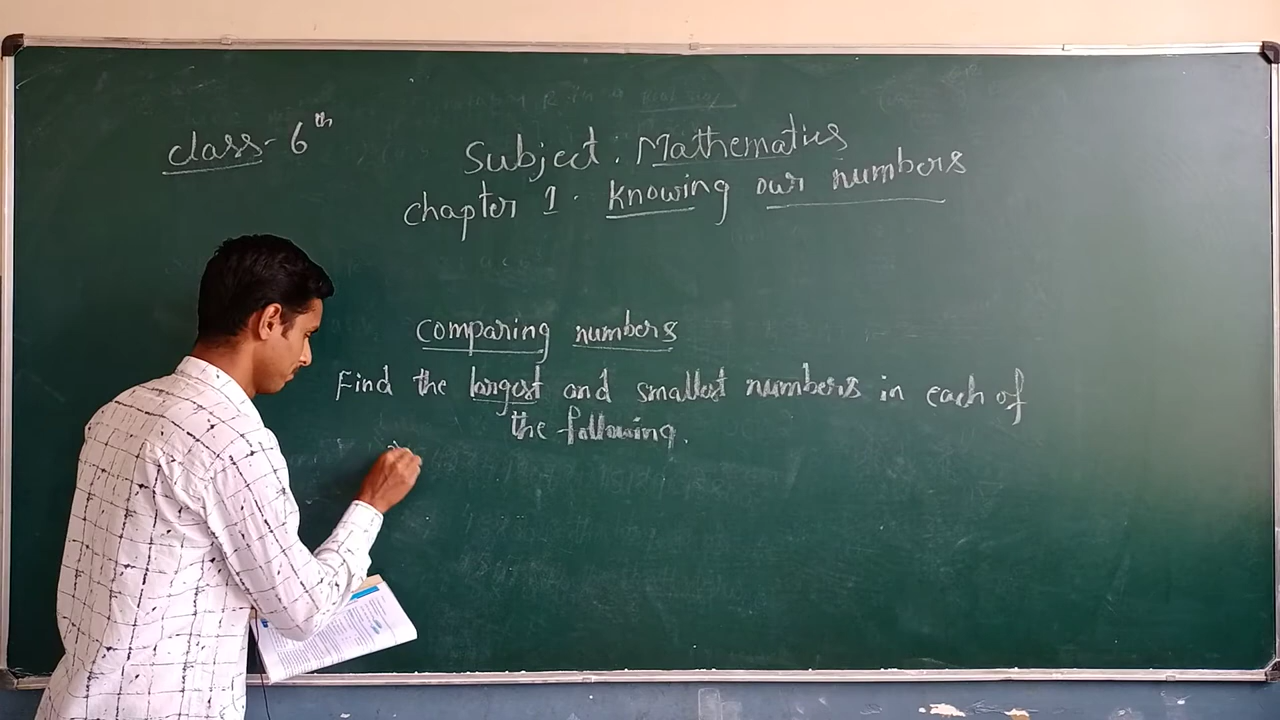 class - 6th
Subject. Mathematics
chapter 1. Knowing our numbers
comparing numbers
Find the largest and smallest numbers in each of
the following.